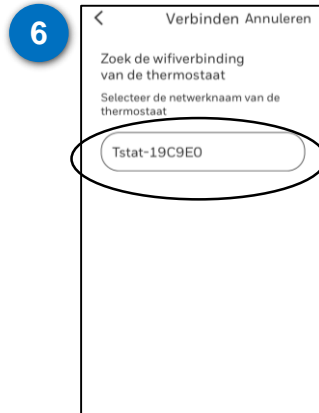 6
Verbinden Annuleren
Zoek de wifiverbinding
van de thermostaat
Selecteer de netwerknaam van de
thermostaat
Tstat-19C9E0